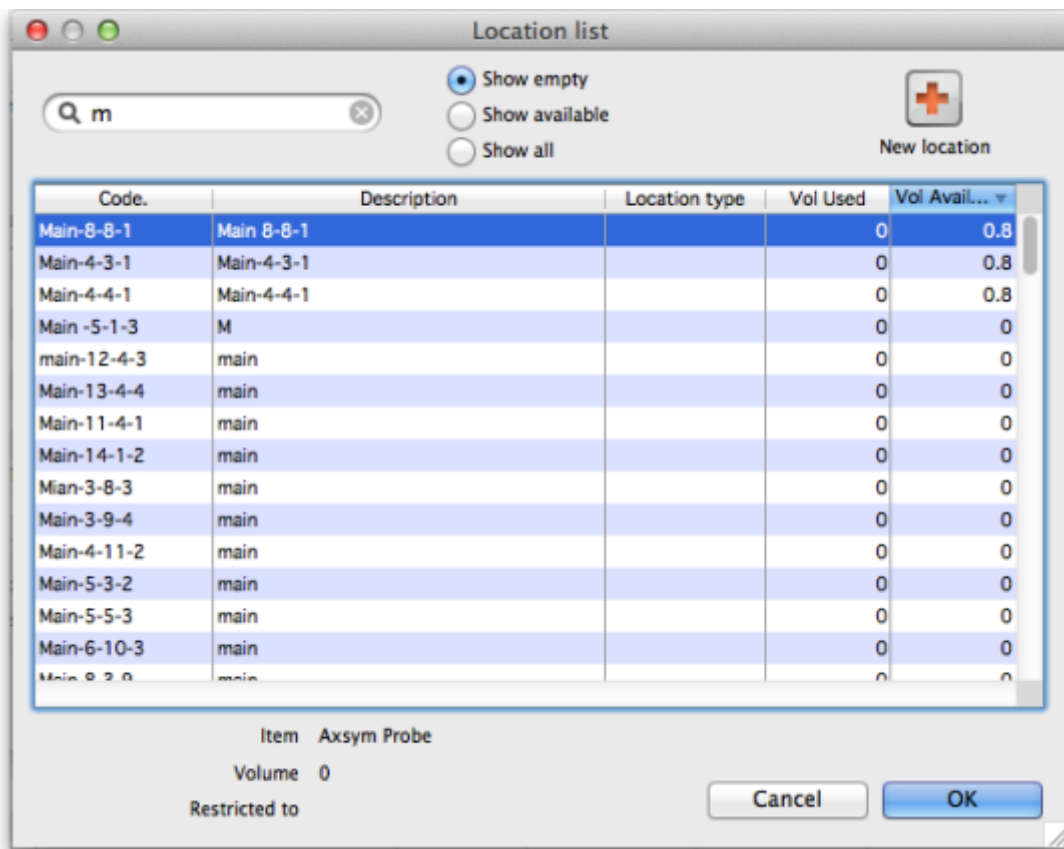 Location list
m
Show empty
Show available
Show all
New location
Code. Description Location type Vol Used Vol Avail...
Main-8-8-1 Main 8-8-1 0 0.8
Main-4-3-1 Main-4-3-1 0 0.8
Main-4-4-1 Main-4-4-1 0 0.8
Main -5-1-3 M 0 0
main-12-4-3 main 0 0
Main-13-4-4 main 0 0
Main-11-4-1 main 0 0
Main-14-1-2 main 0 0
Mian-3-8-3 main 0 0
Main-3-9-4 main 0 0
Main-4-11-2 main 0 0
Main-5-3-2 main 0 0
Main-5-5-3 main 0 0
Main-6-10-3 main 0 0
main 0 0
Item Axsym Probe
Volume 0
Restricted to
Cancel OK